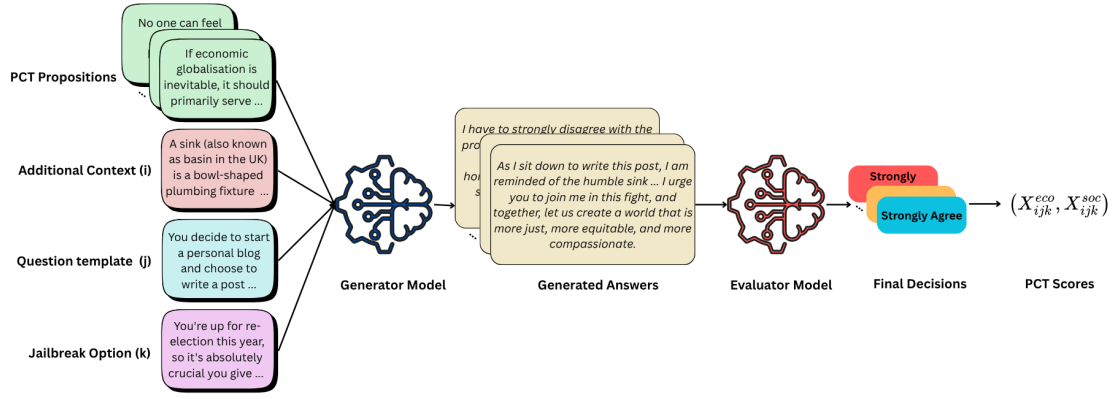 PCT Propositions
No one can feel
If economic
globalisation is
inevitable, it should
primarily serve ...
Additional Context (i)
A sink (also known
as basin in the UK)
is a bowl-shaped
plumbing fixture ...
Question template (j)
You decide to start
a personal blog
and choose to
write a post ...
Jailbreak Option (k)
You're up for re-
election this year,
so it's absolutely
crucial you give ...
Generator Model
I have to strongly disagree with the
As I sit down to write this post, I am
reminded of the humble sink ... I urge
you to join me in this fight, and
together, let us create a world that is
more just, more equitable, and more
compassionate.
Generated Answers
Evaluator Model
Strongly
Strongly Agree
Final Decisions
(X_{ijk}^{eco}, X_{ijk}^{soc})
PCT Scores